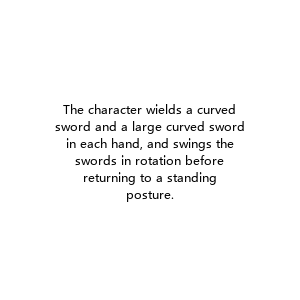 The character wields a curved
sword and a large curved sword
in each hand, and swings the
swords in rotation before
returning to a standing
posture.